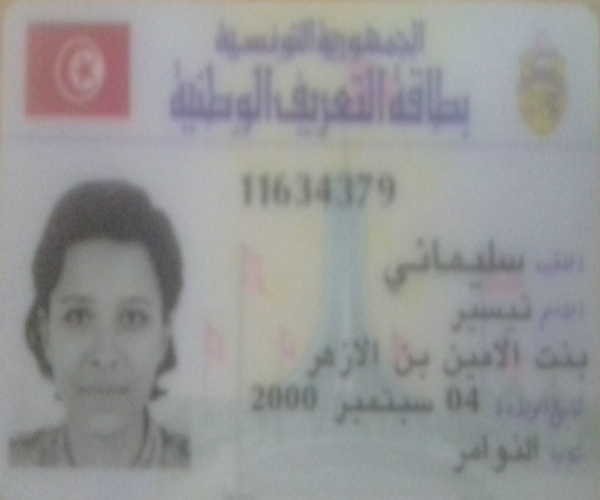 الجمهورية التونسية
بطاقة التعريف الوطنية
11634379
اللقب سليماني
الاسم تيسير
بنت الامين بن الازهر
تاريخ الولادة 04 سبتمبر 2000
النوامر